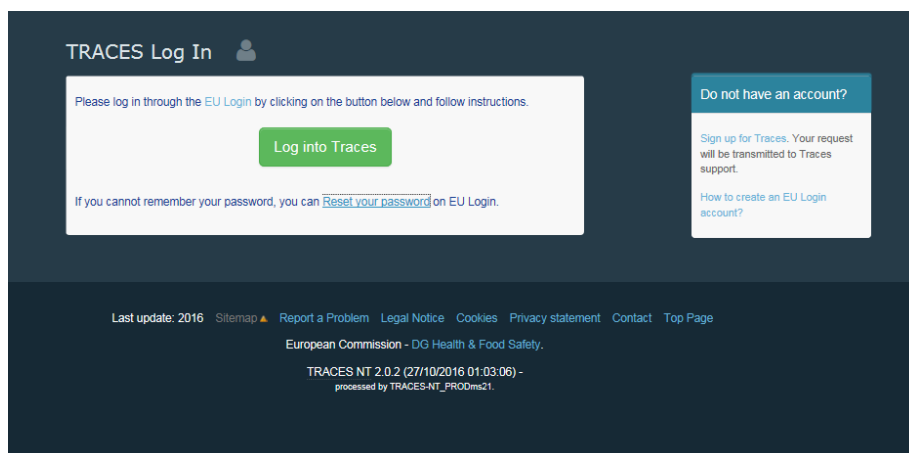 TRACES Log In
Please log in through the EU Login by clicking on the button below and follow instructions.
Log into Traces
If you cannot remember your password, you can Reset your password on EU Login.
Do not have an account?
Sign up for Traces. Your request
will be transmitted to Traces
support.
How to create an EU Login
account?
Last update: 2016 Sitemap Report a Problem Legal Notice Cookies Privacy statement Contact Top Page
European Commission - DG Health & Food Safety.
TRACES NT 2.0.2 (27/10/2016 01:03:06) -
processed by TRACES-NT_PRODms21.